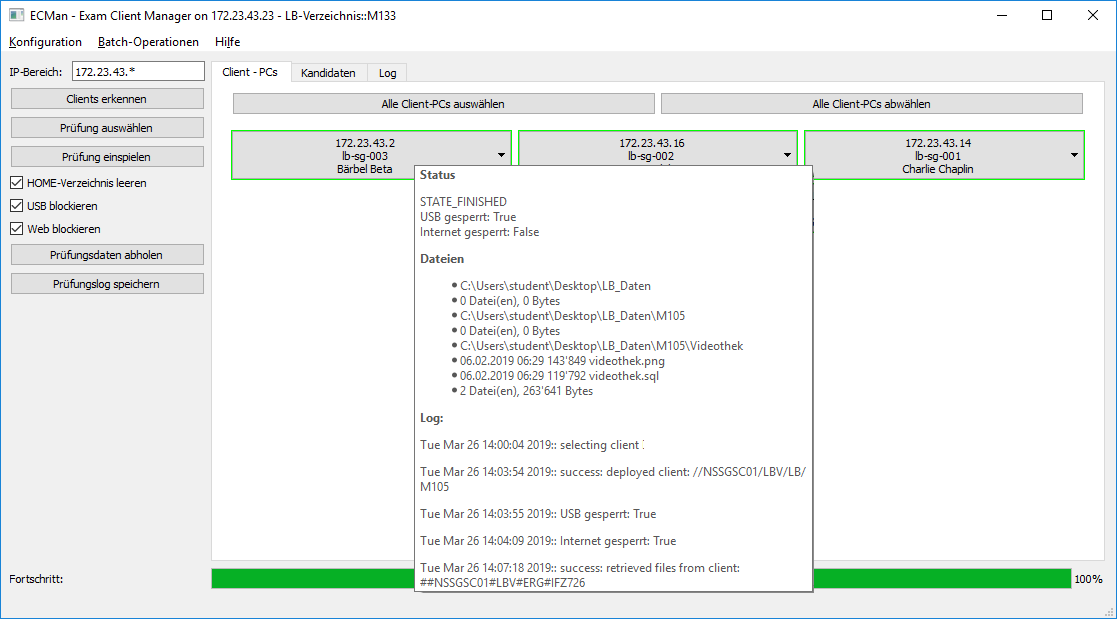 ECMan - Exam Client Manager on 172.23.43.23 - LB-Verzeichnis::M133
Konfiguration Batch-Operationen Hilfe
IP-Bereich: 172.23.43.*
Clients erkennen
Prüfung auswählen
Prüfung einspielen
HOME-Verzeichnis leeren
USB blockieren
Web blockieren
Prüfungsdaten abholen
Prüfungslog speichern
Client - PCs Kandidaten Log
Alle Client-PCs auswählen Alle Client-PCs abwählen
172.23.43.2
lb-sg-003
Bärbel Beta
172.23.43.16
lb-sg-002
172.23.43.14
lb-sg-001
Charlie Chaplin
Status
STATE_FINISHED
USB gesperrt: True
Internet gesperrt: False
Dateien
C:\Users\student\Desktop\LB_Daten
0 Datei(en), 0 Bytes
C:\Users\student\Desktop\LB_Daten\M105
0 Datei(en), 0 Bytes
C:\Users\student\Desktop\LB_Daten\M105\Videothek
06.02.2019 06:29 143'849 videothek.png
06.02.2019 06:29 119'792 videothek.sql
2 Datei(en), 263'641 Bytes
Log:
Tue Mar 26 14:00:04 2019:: selecting client
Tue Mar 26 14:03:54 2019:: success: deployed client: //NSSGSC01/LBV/LB/
M105
Tue Mar 26 14:03:55 2019:: USB gesperrt: True
Tue Mar 26 14:04:09 2019:: Internet gesperrt: True
Tue Mar 26 14:07:18 2019:: success: retrieved files from client:
##NSSGSC01#LBV#ERG#IFZ726
Fortschritt: 100%